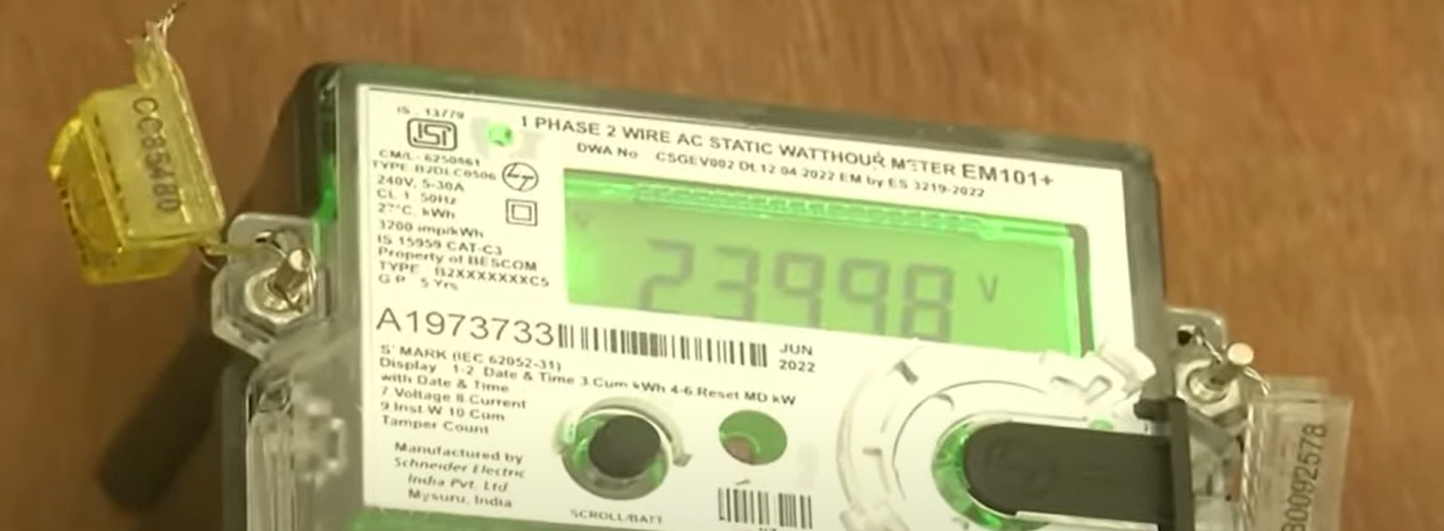 CC85480
IS 13779
ISI
1 PHASE 2 WIRE AC STATIC WATTHOUR METER EM101+
DWA No CSGEV002 Dt.12 04 2022 EM by ES 3219-2022
CM/L - 6250861
TYPE B2DLC0506
240V, 5-30A
CL 1, 50Hz
27°C, kWh
3200 imp/kWh
IS 15959 CAT-C3
Property of BESCOM
TYPE B2XXXXXXXC5
G P 5 Yrs
23998 V
A1973733
JUN
2022
S' MARK (IEC 62052-31)
Display 1-2 Date & Time 3.Cum kWh 4-6 Reset MD kW
with Date & Time
7 Voltage 8 Current
9 Inst W 10 Cum
Tamper Count
Manufactured by
Schneider Electric
India Pvt. Ltd.
Mysuru, India
SCROLL/BATT
B0092578